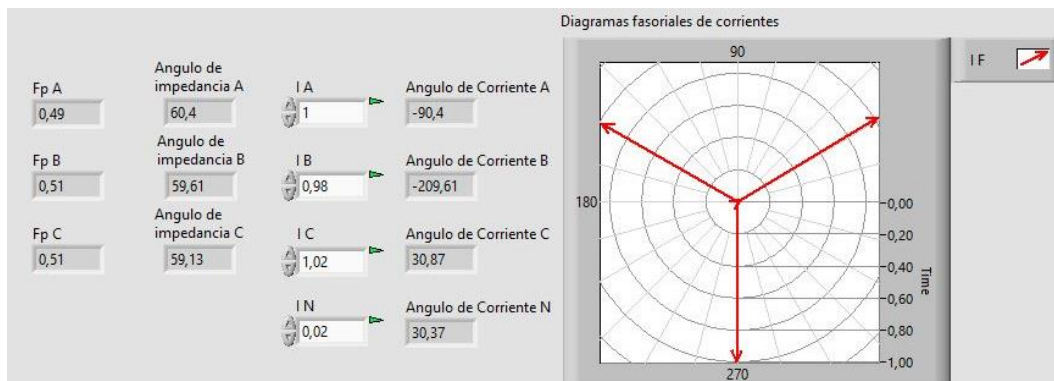 Diagramas fasoriales de corrientes
Fp A
0,49
Angulo de
impedancia A
60,4
I A
1
Angulo de Corriente A
-90,4
Fp B
0,51
Angulo de
impedancia B
59,61
I B
0,98
Angulo de Corriente B
-209,61
Fp C
0,51
Angulo de
impedancia C
59,13
I C
1,02
Angulo de Corriente C
30,87
I N
0,02
Angulo de Corriente N
30,37
90
180
270
0,00
0,20
0,40
0,60
0,80
1,00
Time
I F